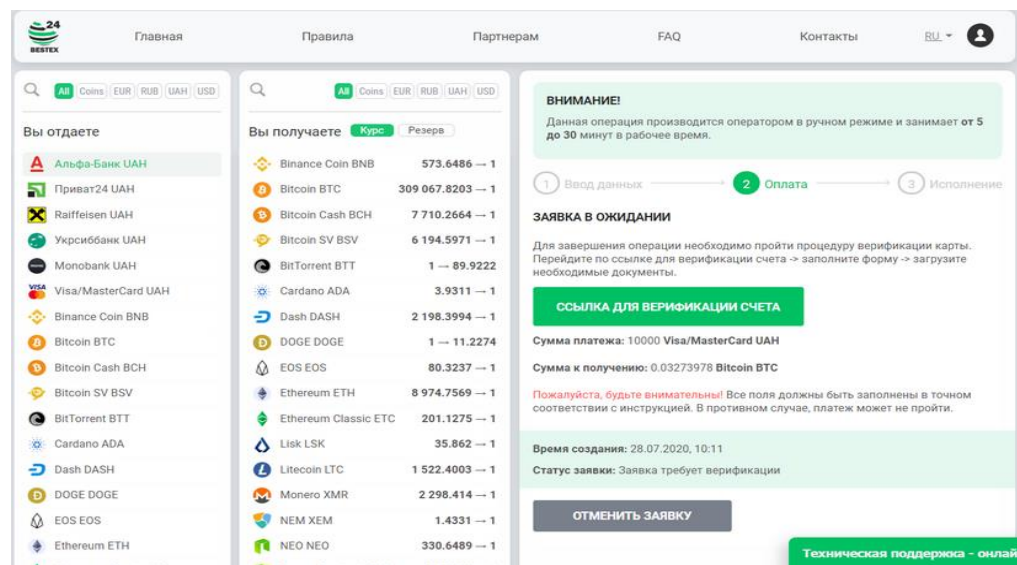 24
BESTEX
Главная
Правила
Партнерам
FAQ
Контакты
RU
All Coins EUR RUB UAH USD
Вы отдаете
Альфа-Банк UAH
Приват24 UAH
Raiffeisen UAH
Укрсиббанк UAH
Monobank UAH
VISA
Visa/MasterCard UAH
Binance Coin BNB
Bitcoin BTC
Bitcoin Cash BCH
Bitcoin SV BSV
BitTorrent BTT
Cardano ADA
Dash DASH
DOGE DOGE
EOS EOS
Ethereum ETH
All Coins EUR RUB UAH USD
Вы получаете Курс Резерв
Binance Coin BNB 573.6486 → 1
Bitcoin BTC 309 067.8203 → 1
Bitcoin Cash BCH 7 710.2664 → 1
Bitcoin SV BSV 6 194.5971 → 1
BitTorrent BTT 1 → 89.9222
Cardano ADA 3.9311 → 1
Dash DASH 2 198.3994 → 1
DOGE DOGE 1 → 11.2274
EOS EOS 80.3237 → 1
Ethereum ETH 8 974.7569 → 1
Ethereum Classic ETC 201.1275 → 1
Lisk LSK 35.862 → 1
Litecoin LTC 1 522.4003 → 1
Monero XMR 2 298.414 → 1
NEM XEM 1.4331 → 1
NEO NEO 330.6489 → 1
ВНИМАНИЕ!
Данная операция производится оператором в ручном режиме и занимает от 5
до 30 минут в рабочее время.
1 Ввод данных → 2 Оплата → 3 Исполнение
ЗАЯВКА В ОЖИДАНИИ
Для завершения операции необходимо пройти процедуру верификации карты.
Перейдите по ссылке для верификации счета -> заполните форму -> загрузите
необходимые документы.
ССЫЛКА ДЛЯ ВЕРИФИКАЦИИ СЧЕТА
Сумма платежа: 10000 Visa/MasterCard UAH
Сумма к получению: 0.03273978 Bitcoin BTC
Пожалуйста, будьте внимательны! Все поля должны быть заполнены в точном
соответствии с инструкцией. В противном случае, платеж может не пройти.
Время создания: 28.07.2020, 10:11
Статус заявки: Заявка требует верификации
ОТМЕНИТЬ ЗАЯВКУ
Техническая поддержка - онлай